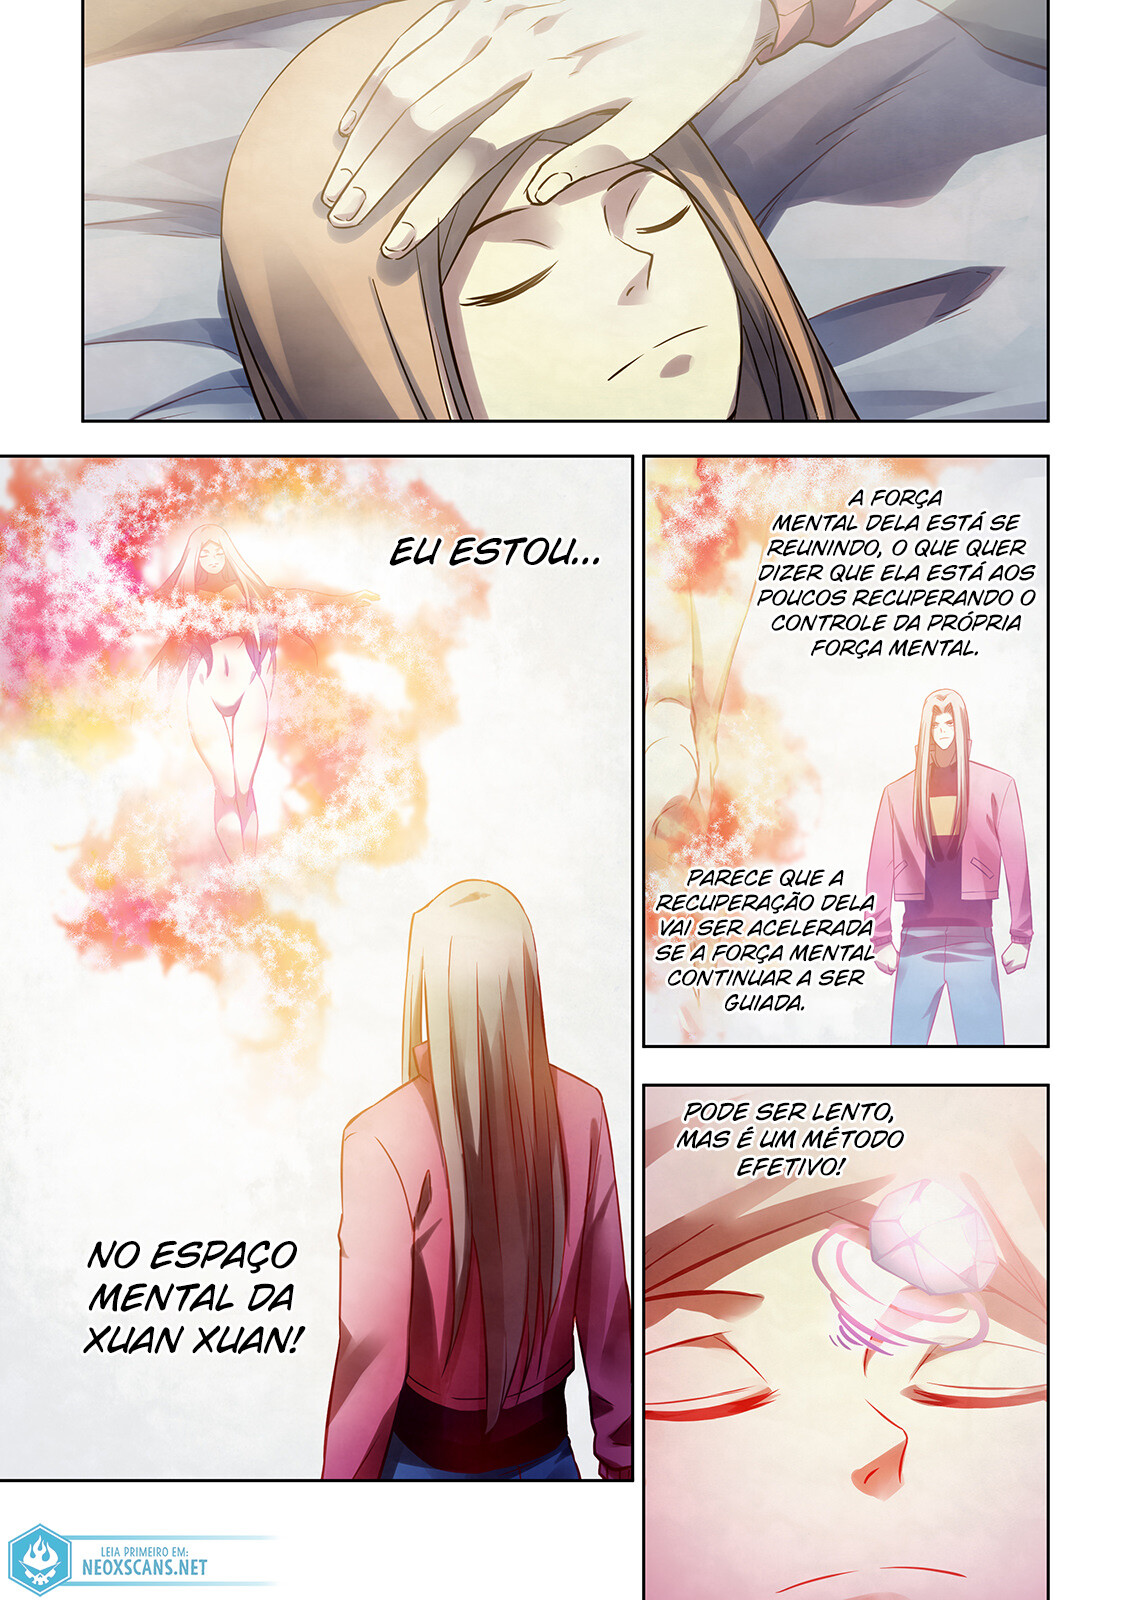 EU ESTOU...
NO ESPAÇO
MENTAL DA
XUAN XUAN!
A FORÇA
MENTAL DELA ESTÁ SE
REUNINDO, O QUE QUER
DIZER QUE ELA ESTÁ AOS
POUCOS RECUPERANDO O
CONTROLE DA PRÓPRIA
FORÇA MENTAL.
PARECE QUE A
RECUPERAÇÃO DELA
VAI SER ACELERADA
SE A FORÇA MENTAL
CONTINUAR A SER
GUIADA.
PODE SER LENTO,
MAS É UM MÉTODO
EFETIVO!
LEIA PRIMEIRO EM:
NEOXSCANS.NET